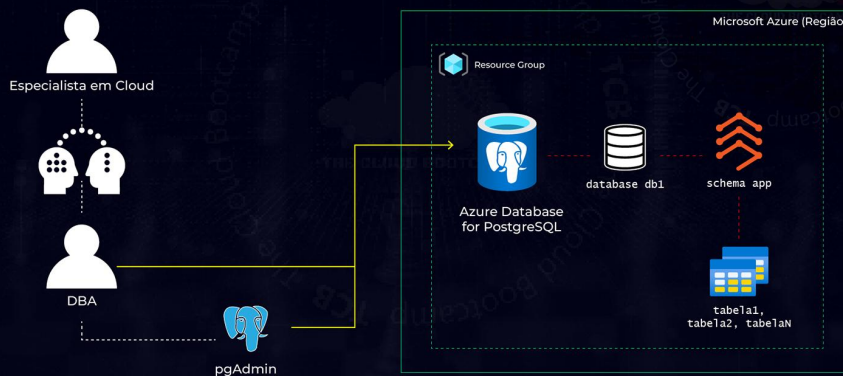 Especialista em Cloud
DBA
pgAdmin
Microsoft Azure (Região
Resource Group
Azure Database
for PostgreSQL
database db1
schema app
tabela1,
tabela2, tabelaN